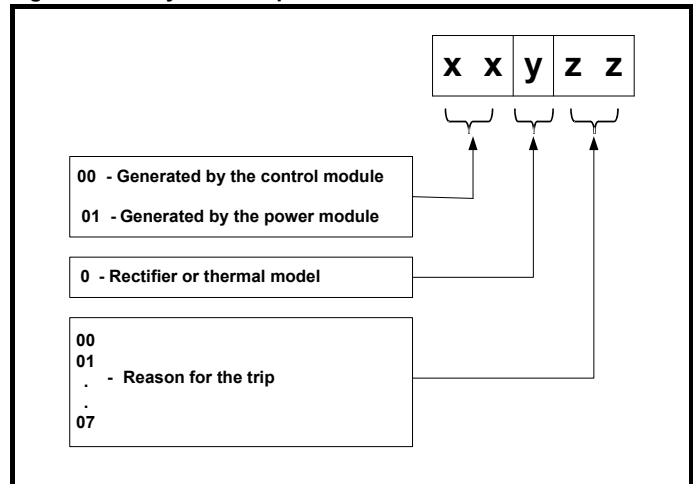 x x y z z
00 - Generated by the control module
01 - Generated by the power module
0 - Rectifier or thermal model
00
01
.
- Reason for the trip
.
07